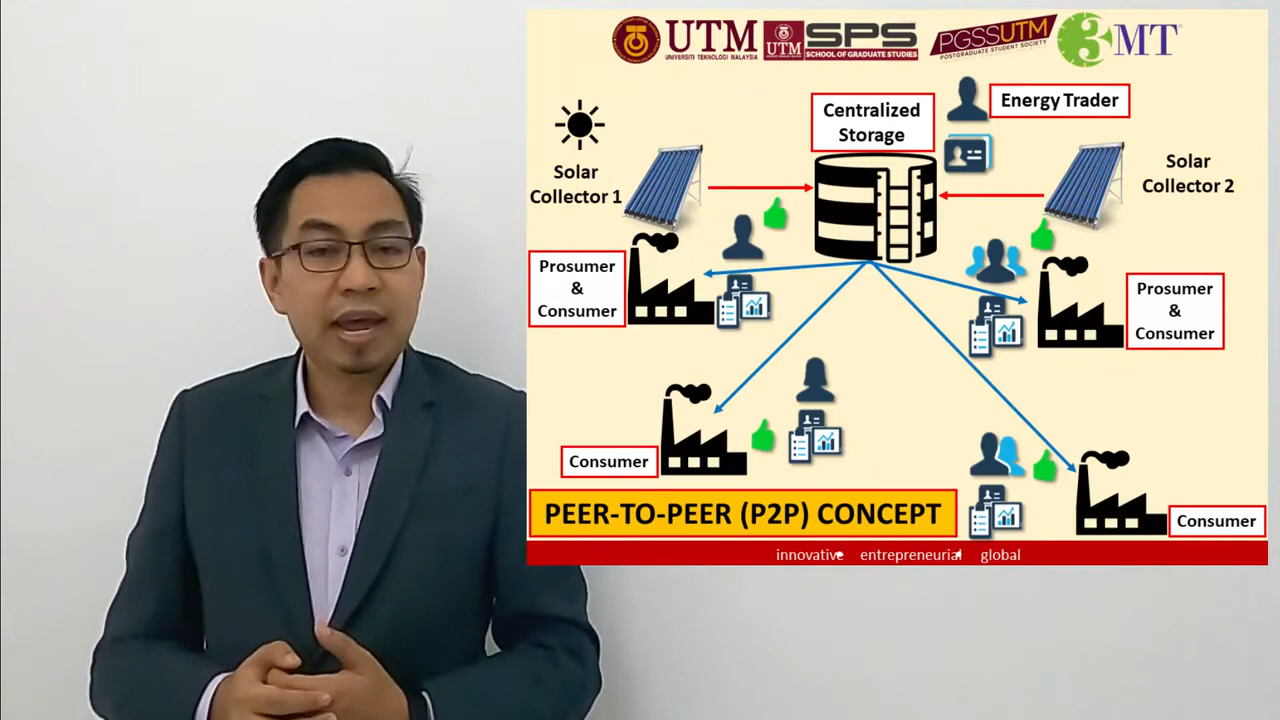 UTM
UNIVERSITI TEKNOLOGI MALAYSIA
UTM
SPS
SCHOOL OF GRADUATE STUDIES
PGSSUTM
POSTGRADUATE STUDENT SOCIETY
3MT
Energy Trader
Centralized
Storage
Solar
Collector 1
Solar
Collector 2
Prosumer
&
Consumer
Prosumer
&
Consumer
Consumer
Consumer
PEER-TO-PEER (P2P) CONCEPT
innovative • entrepreneurial • global